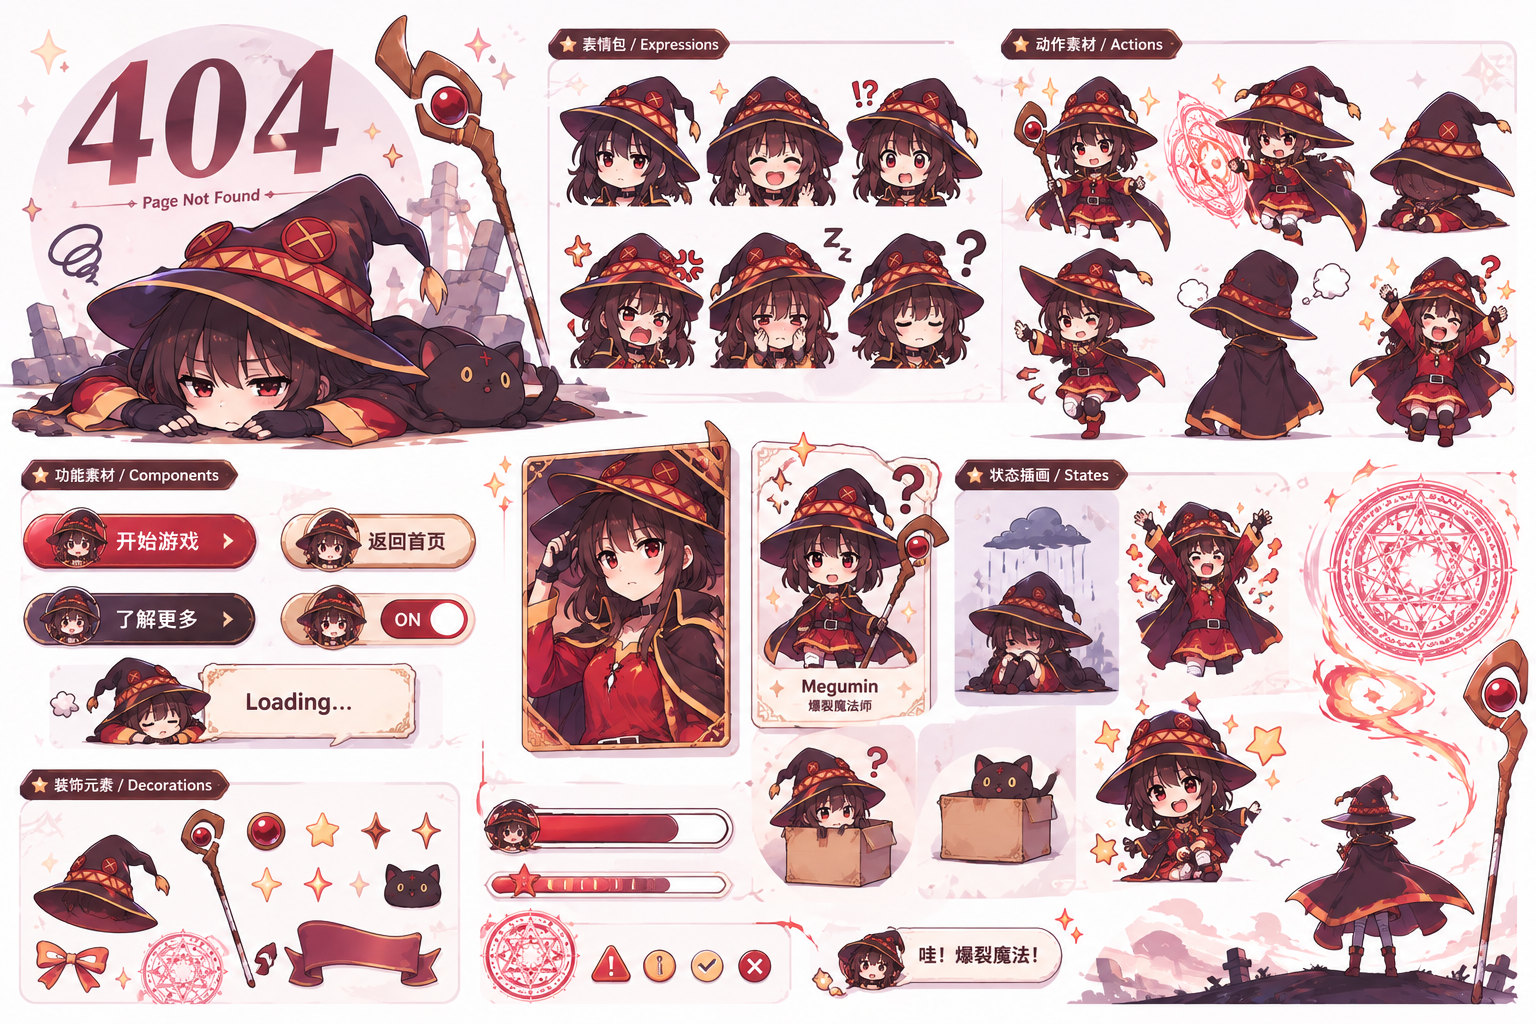 404
Page Not Found
表情包 / Expressions
!?
Zz
?
动作素材 / Actions
?
功能素材 / Components
开始游戏
返回首页
了解更多
ON
Loading...
?
Megumin
爆裂魔法师
状态插画 / States
?
装饰元素 / Decorations
!
哇！爆裂魔法！